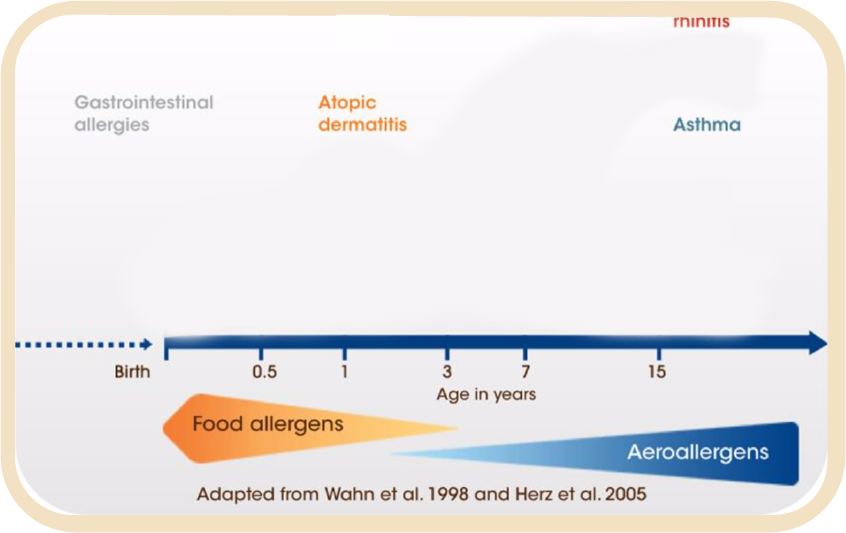 rhinitis
Gastrointestinal
allergies
Atopic
dermatitis
Asthma
Birth
0.5
1
3
7
15
Age in years
Food allergens
Aeroallergens
Adapted from Wahn et al. 1998 and Herz et al. 2005